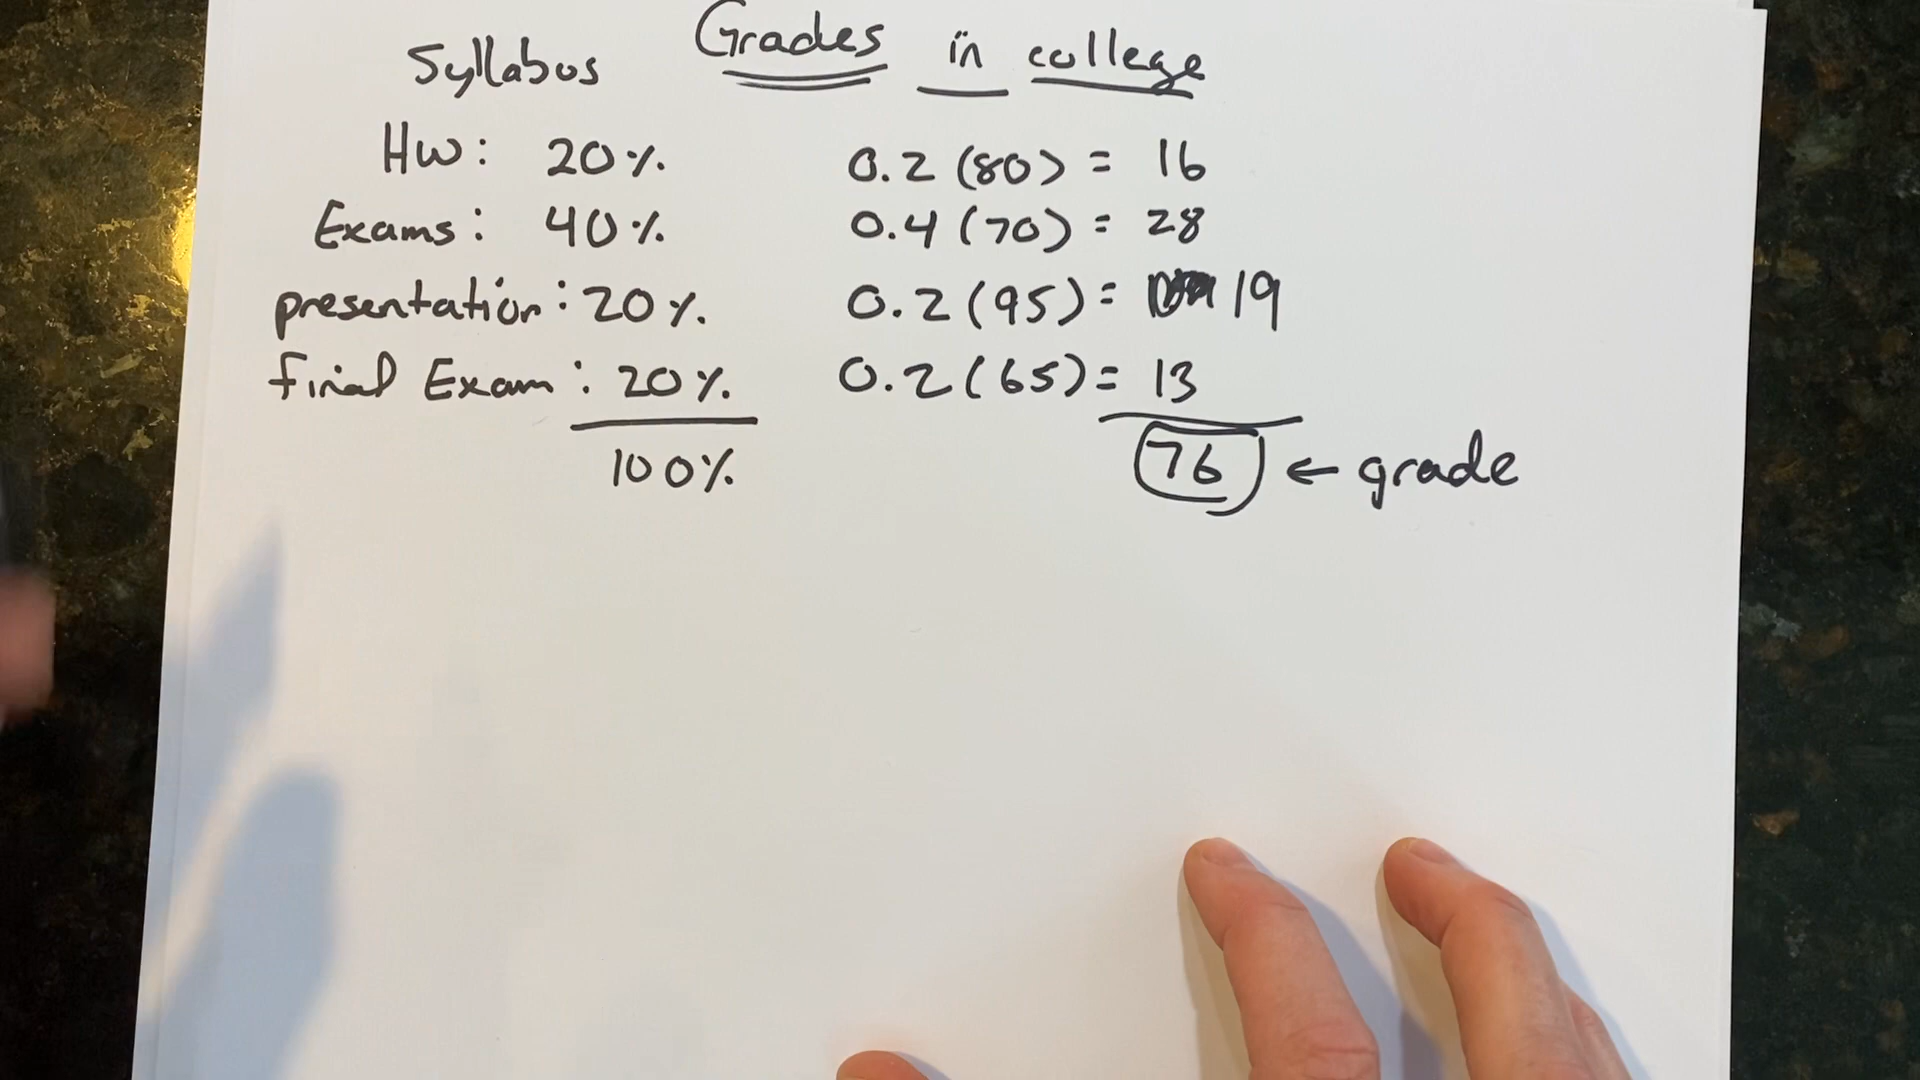 Grades in college
Syllabus
HW: 20% 0.2 (80) = 16
Exams: 40% 0.4 (70) = 28
presentation: 20% 0.2 (95) = 19
final Exam: 20% 0.2 (65) = 13
100% 76 ← grade